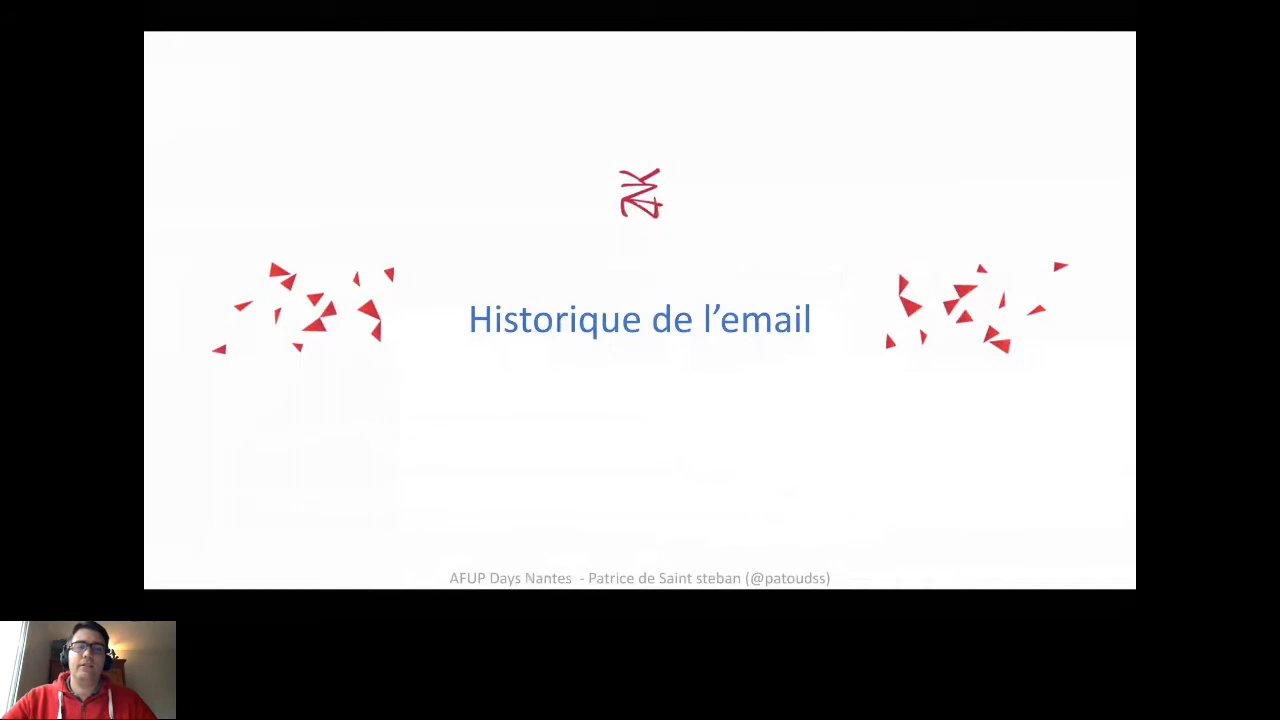 Historique de l’email
AFUP Days Nantes - Patrice de Saint steban (@patoudss)